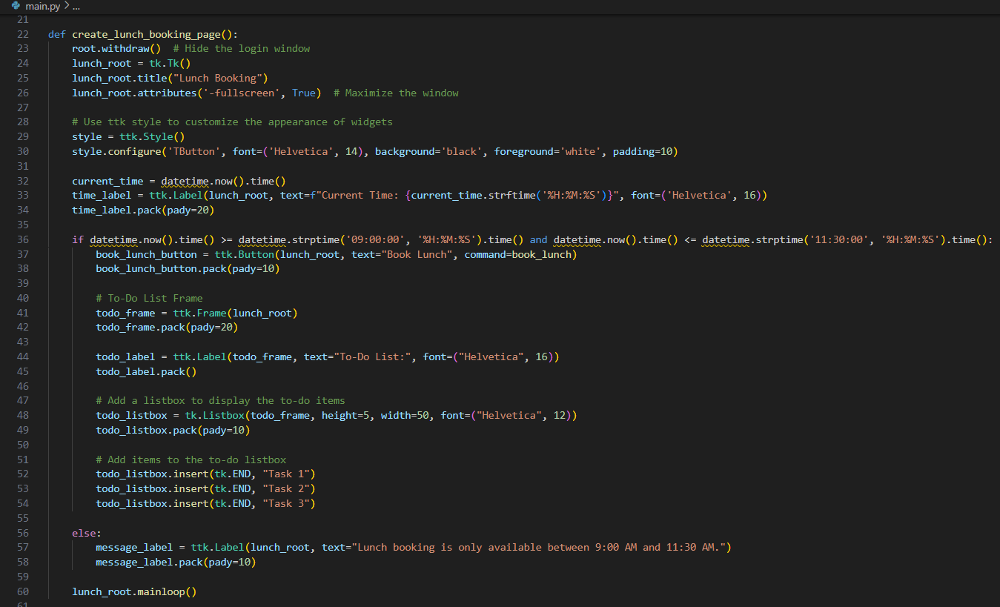 main.py > ...
21
22 def create_lunch_booking_page():
23     root.withdraw()  # Hide the login window
24     lunch_root = tk.Tk()
25     lunch_root.title("Lunch Booking")
26     lunch_root.attributes('-fullscreen', True)  # Maximize the window
27
28     # Use ttk style to customize the appearance of widgets
29     style = ttk.Style()
30     style.configure('TButton', font=('Helvetica', 14), background='black', foreground='white', padding=10)
31
32     current_time = datetime.now().time()
33     time_label = ttk.Label(lunch_root, text=f"Current Time: {current_time.strftime('%H:%M:%S')}", font=('Helvetica', 16))
34     time_label.pack(pady=20)
35
36     if datetime.now().time() >= datetime.strptime('09:00:00', '%H:%M:%S').time() and datetime.now().time() <= datetime.strptime('11:30:00', '%H:%M:%S').time():
37         book_lunch_button = ttk.Button(lunch_root, text="Book Lunch", command=book_lunch)
38         book_lunch_button.pack(pady=10)
39
40         # To-Do List Frame
41         todo_frame = ttk.Frame(lunch_root)
42         todo_frame.pack(pady=20)
43
44         todo_label = ttk.Label(todo_frame, text="To-Do List:", font=("Helvetica", 16))
45         todo_label.pack()
46
47         # Add a listbox to display the to-do items
48         todo_listbox = tk.Listbox(todo_frame, height=5, width=50, font=("Helvetica", 12))
49         todo_listbox.pack(pady=10)
50
51         # Add items to the to-do listbox
52         todo_listbox.insert(tk.END, "Task 1")
53         todo_listbox.insert(tk.END, "Task 2")
54         todo_listbox.insert(tk.END, "Task 3")
55
56     else:
57         message_label = ttk.Label(lunch_root, text="Lunch booking is only available between 9:00 AM and 11:30 AM.")
58         message_label.pack(pady=10)
59
60     lunch_root.mainloop()
61